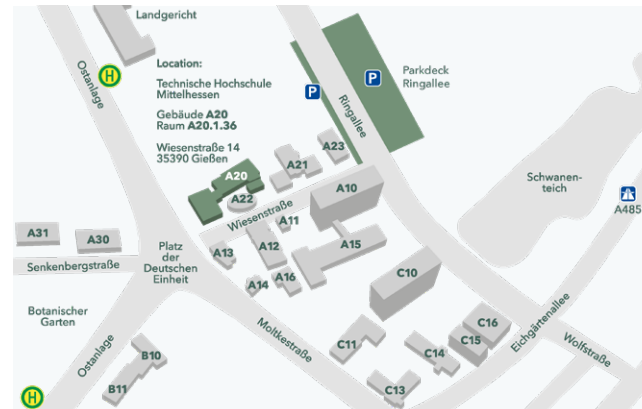 Landgericht
Ostanlage
H
Location:
Technische Hochschule
Mittelhessen
Gebäude A20
Raum A20.1.36
Wiesenstraße 14
35390 Gießen
P
P
Parkdeck
Ringallee
Ringallee
A23
A21
A20
A22
A10
Wiesenstraße
A11
Schwanen-
teich
A485
A31
A30
Senkenbergstraße
Platz
der
Deutschen
Einheit
A13
A12
A15
A14
A16
C10
Botanischer
Garten
Ostanlage
Moltkestraße
C11
C16
C15
C14
C13
Eichgärtenallee
Wolfstraße
B10
B11
H